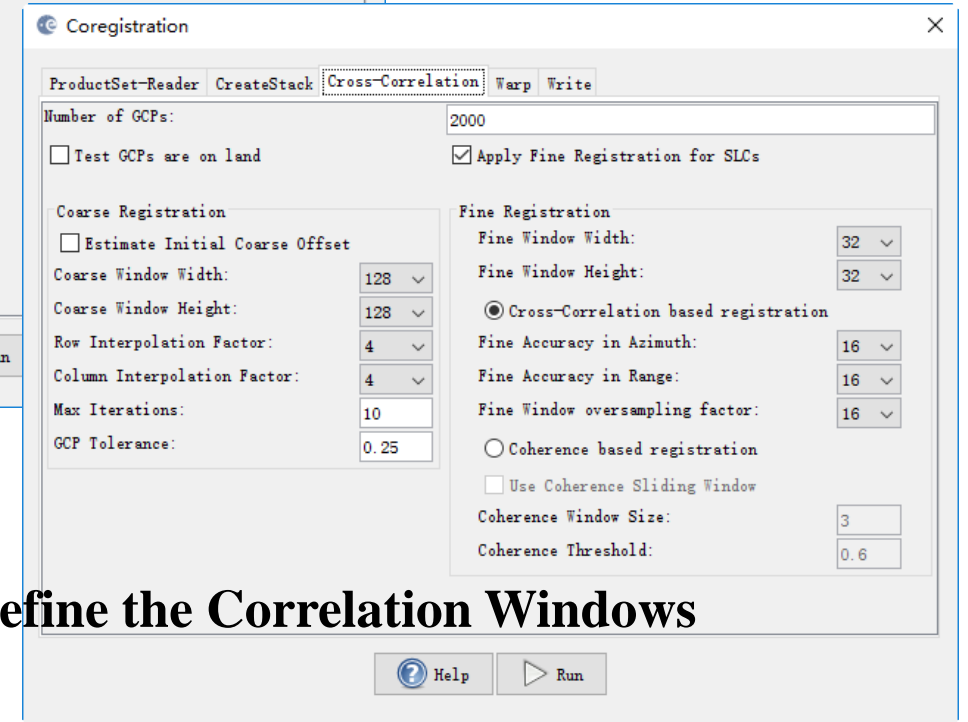 Coregistration
ProductSet-Reader CreateStack Cross-Correlation Warp Write
Number of GCPs: 2000
Test GCPs are on land Apply Fine Registration for SLCs
Coarse Registration
Estimate Initial Coarse Offset
Coarse Window Width: 128
Coarse Window Height: 128
Row Interpolation Factor: 4
Column Interpolation Factor: 4
Max Iterations: 10
GCP Tolerance: 0.25
Fine Registration
Fine Window Width: 32
Fine Window Height: 32
Cross-Correlation based registration
Fine Accuracy in Azimuth: 16
Fine Accuracy in Range: 16
Fine Window oversampling factor: 16
Coherence based registration
Use Coherence Sliding Window
Coherence Window Size: 3
Coherence Threshold: 0.6
n
efine the Correlation Windows
Help Run